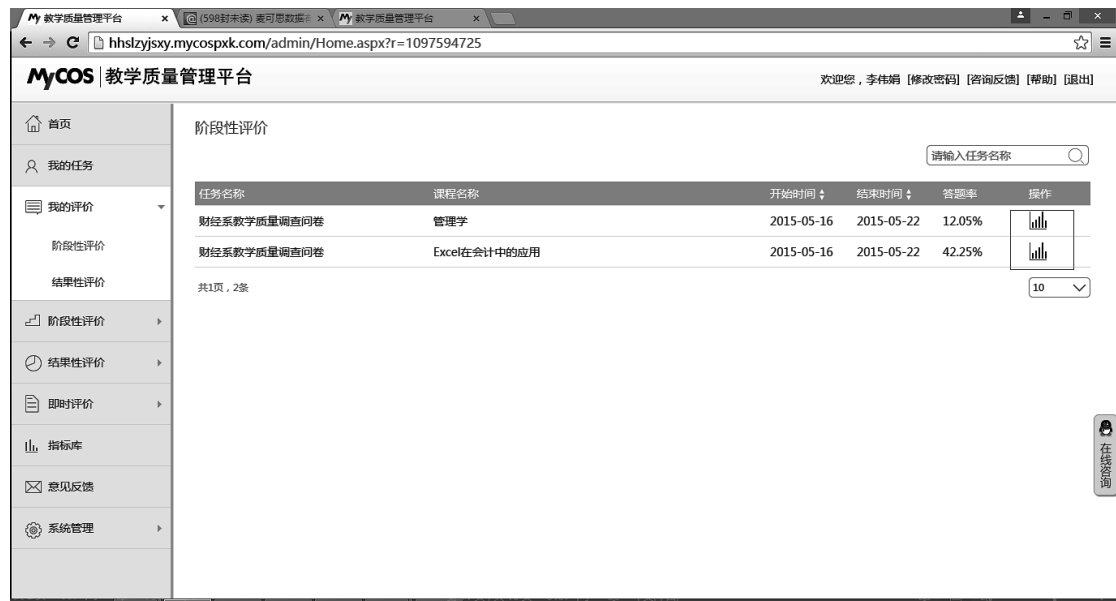 教学质量管理平台
(598封未读) 麦可思数据
教学质量管理平台
hhslzyjsxy.mycospxk.com/admin/Home.aspx?r=1097594725
MyCOS 教学质量管理平台
欢迎您，李伟娟 [修改密码] [咨询反馈] [帮助] [退出]
首页
我的任务
我的评价
阶段性评价
结果性评价
阶段性评价
结果性评价
即时评价
指标库
意见反馈
系统管理
阶段性评价
请输入任务名称
任务名称 课程名称 开始时间 结束时间 答题率 操作
财经系教学质量调查问卷 管理学 2015-05-16 2015-05-22 12.05%
财经系教学质量调查问卷 Excel在会计中的应用 2015-05-16 2015-05-22 42.25%
共1页，2条
10
在线咨询